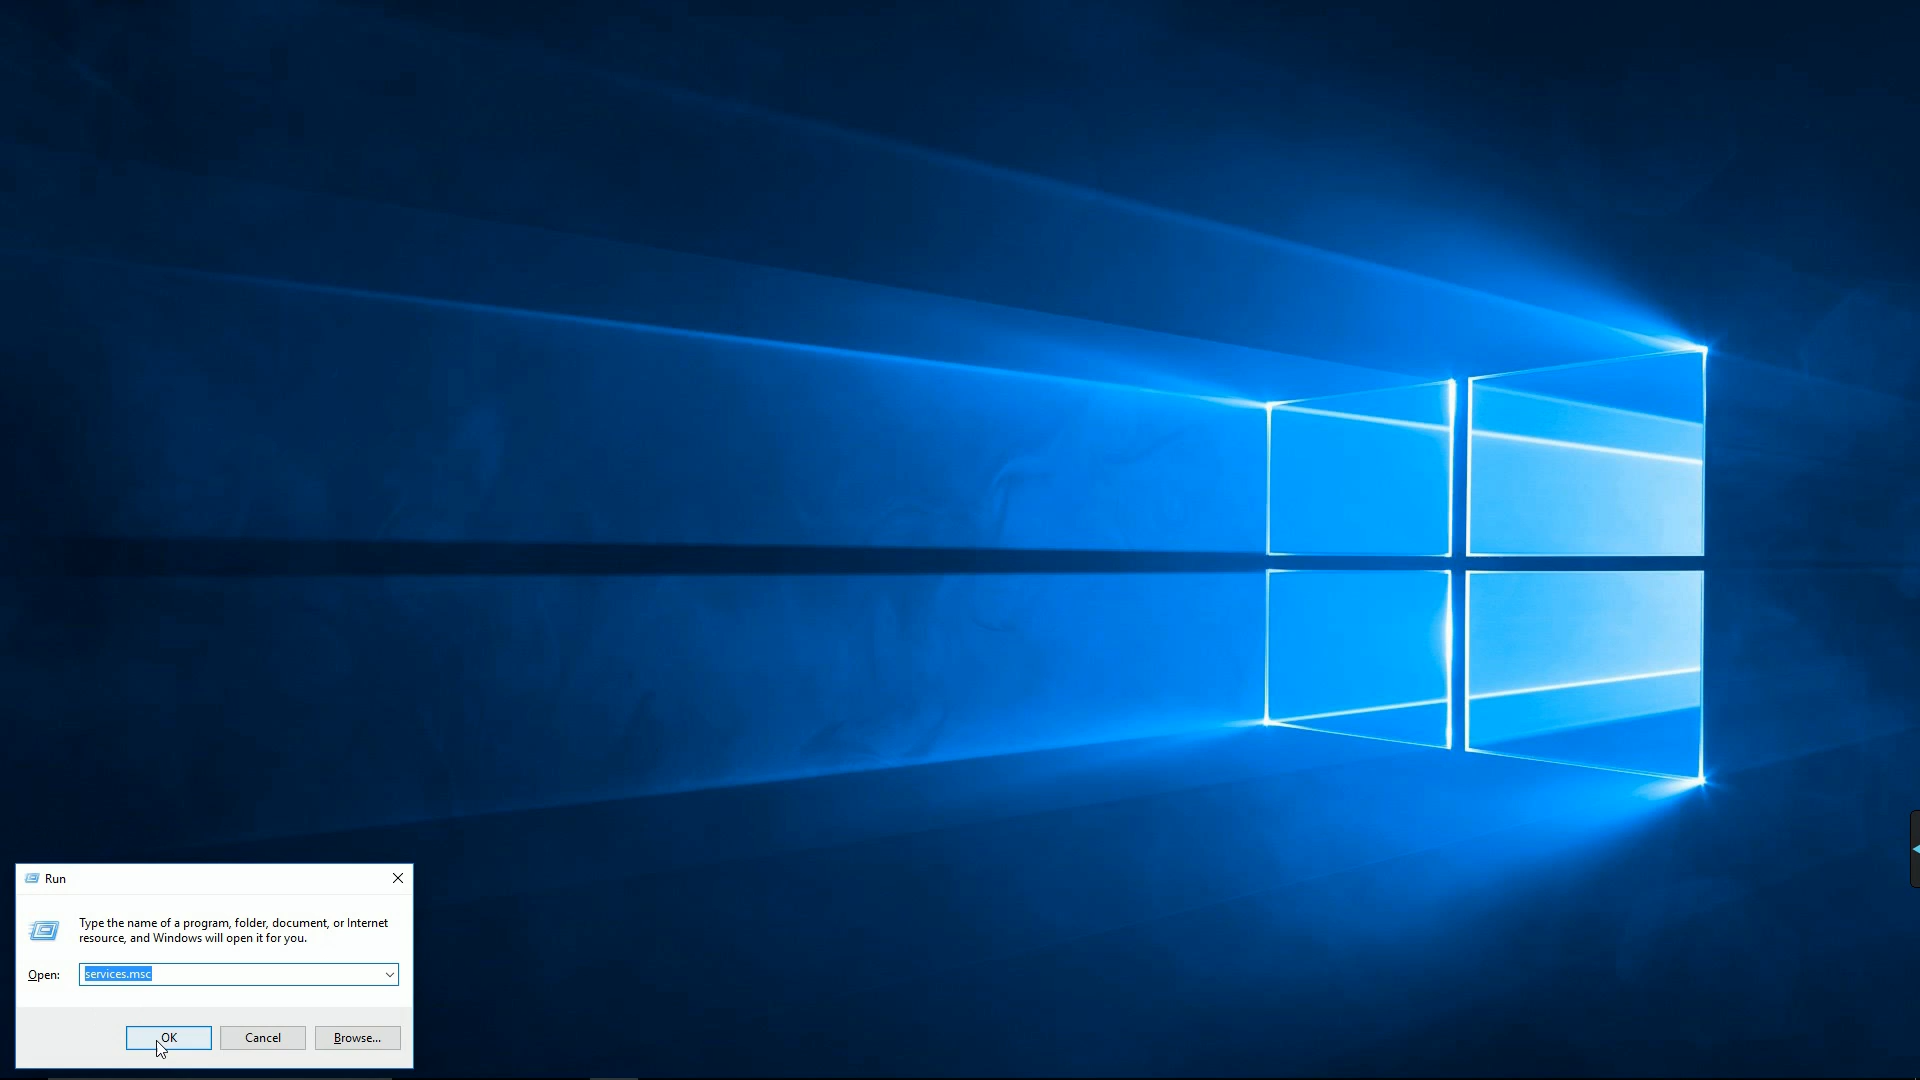 Run
Type the name of a program, folder, document, or Internet
resource, and Windows will open it for you.
Open: services.msc
OK Cancel Browse...